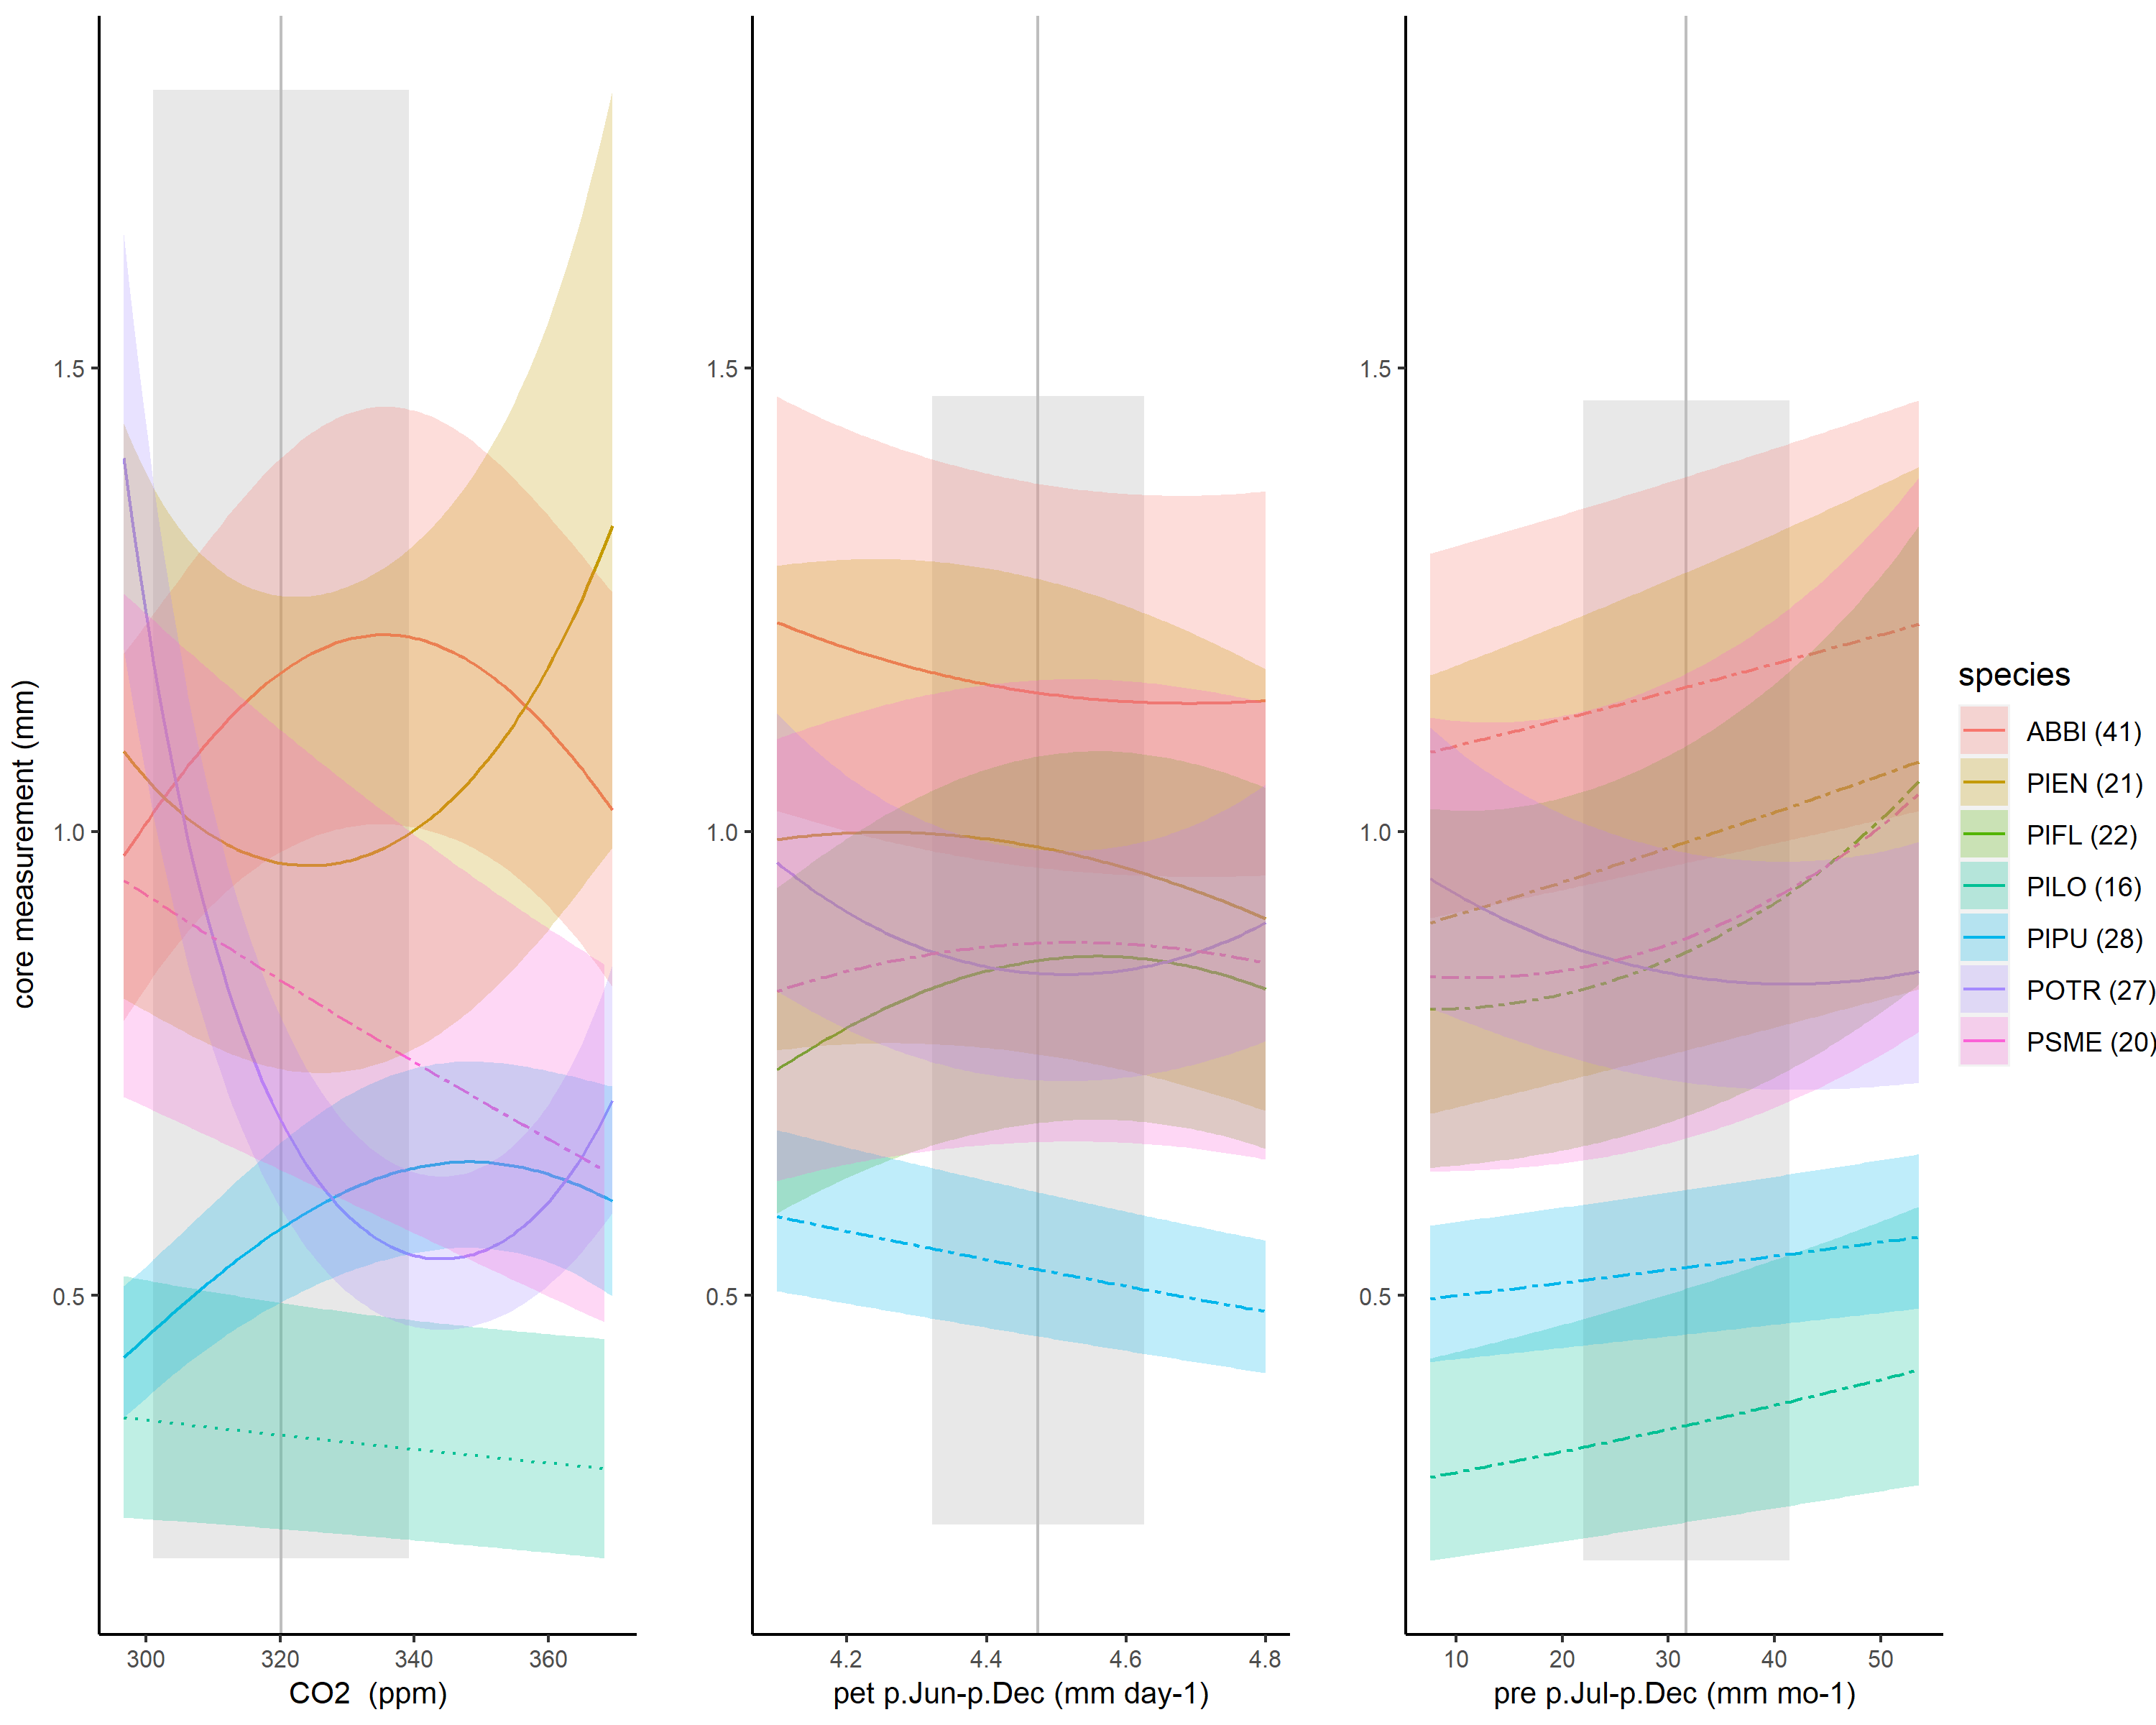 core measurement (mm)
1.5
1.0
0.5
300 320 340 360
CO2  (ppm)
1.5
1.0
0.5
4.2 4.4 4.6 4.8
pet p.Jun-p.Dec (mm day-1)
1.5
1.0
0.5
10 20 30 40 50
pre p.Jul-p.Dec (mm mo-1)
species
ABBI (41)
PIEN (21)
PIFL (22)
PILO (16)
PIPU (28)
POTR (27)
PSME (20)